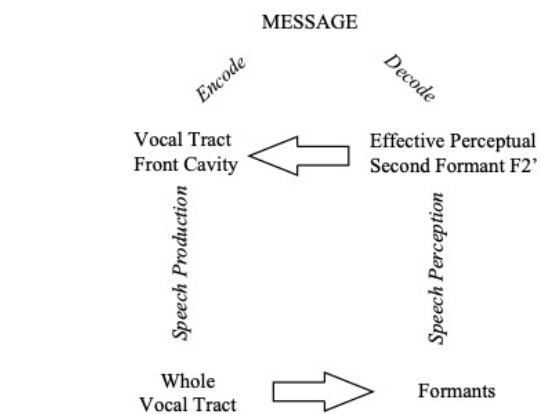 MESSAGE
Encode
Decode
Vocal Tract
Front Cavity
Effective Perceptual
Second Formant F2’
Speech Production
Speech Perception
Whole
Vocal Tract
Formants